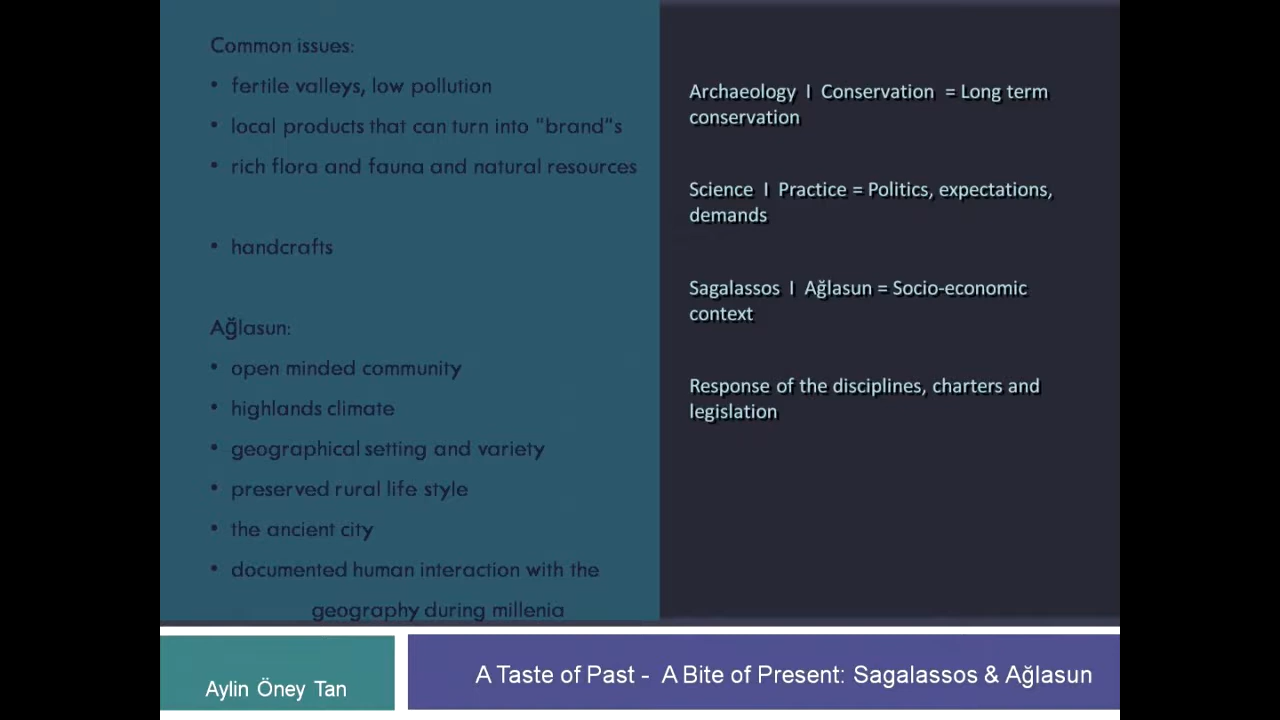 Common issues:
• fertile valleys, low pollution
• local products that can turn into "brand"s
• rich flora and fauna and natural resources
• handcrafts
Ağlasun:
• open minded community
• highlands climate
• geographical setting and variety
• preserved rural life style
• the ancient city
• documented human interaction with the
geography during millenia
Archaeology I Conservation = Long term
conservation
Science I Practice = Politics, expectations,
demands
Sagalassos I Ağlasun = Socio-economic
context
Response of the disciplines, charters and
legislation
Aylin Öney Tan
A Taste of Past - A Bite of Present: Sagalassos & Ağlasun